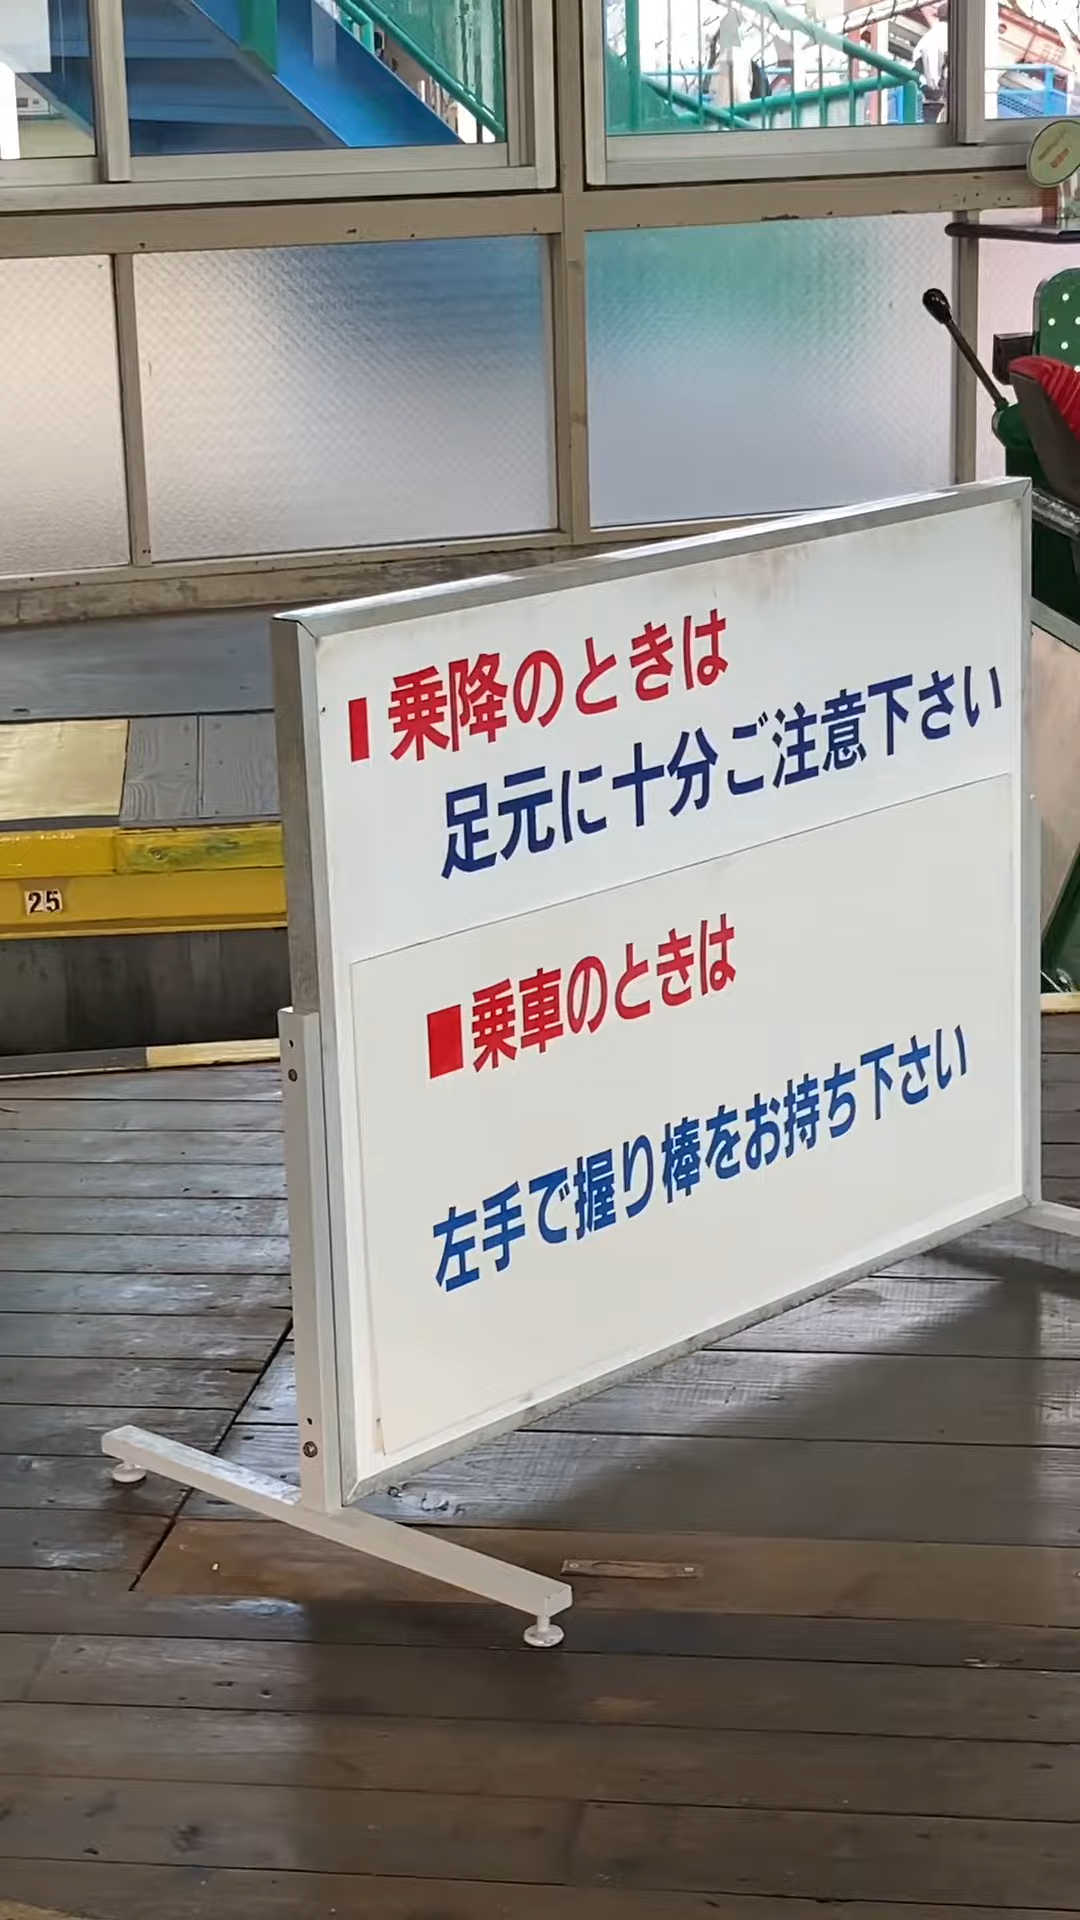 ■乗降のときは
足元に十分ご注意下さい
■乗車のときは
左手で握り棒をお持ち下さい
25